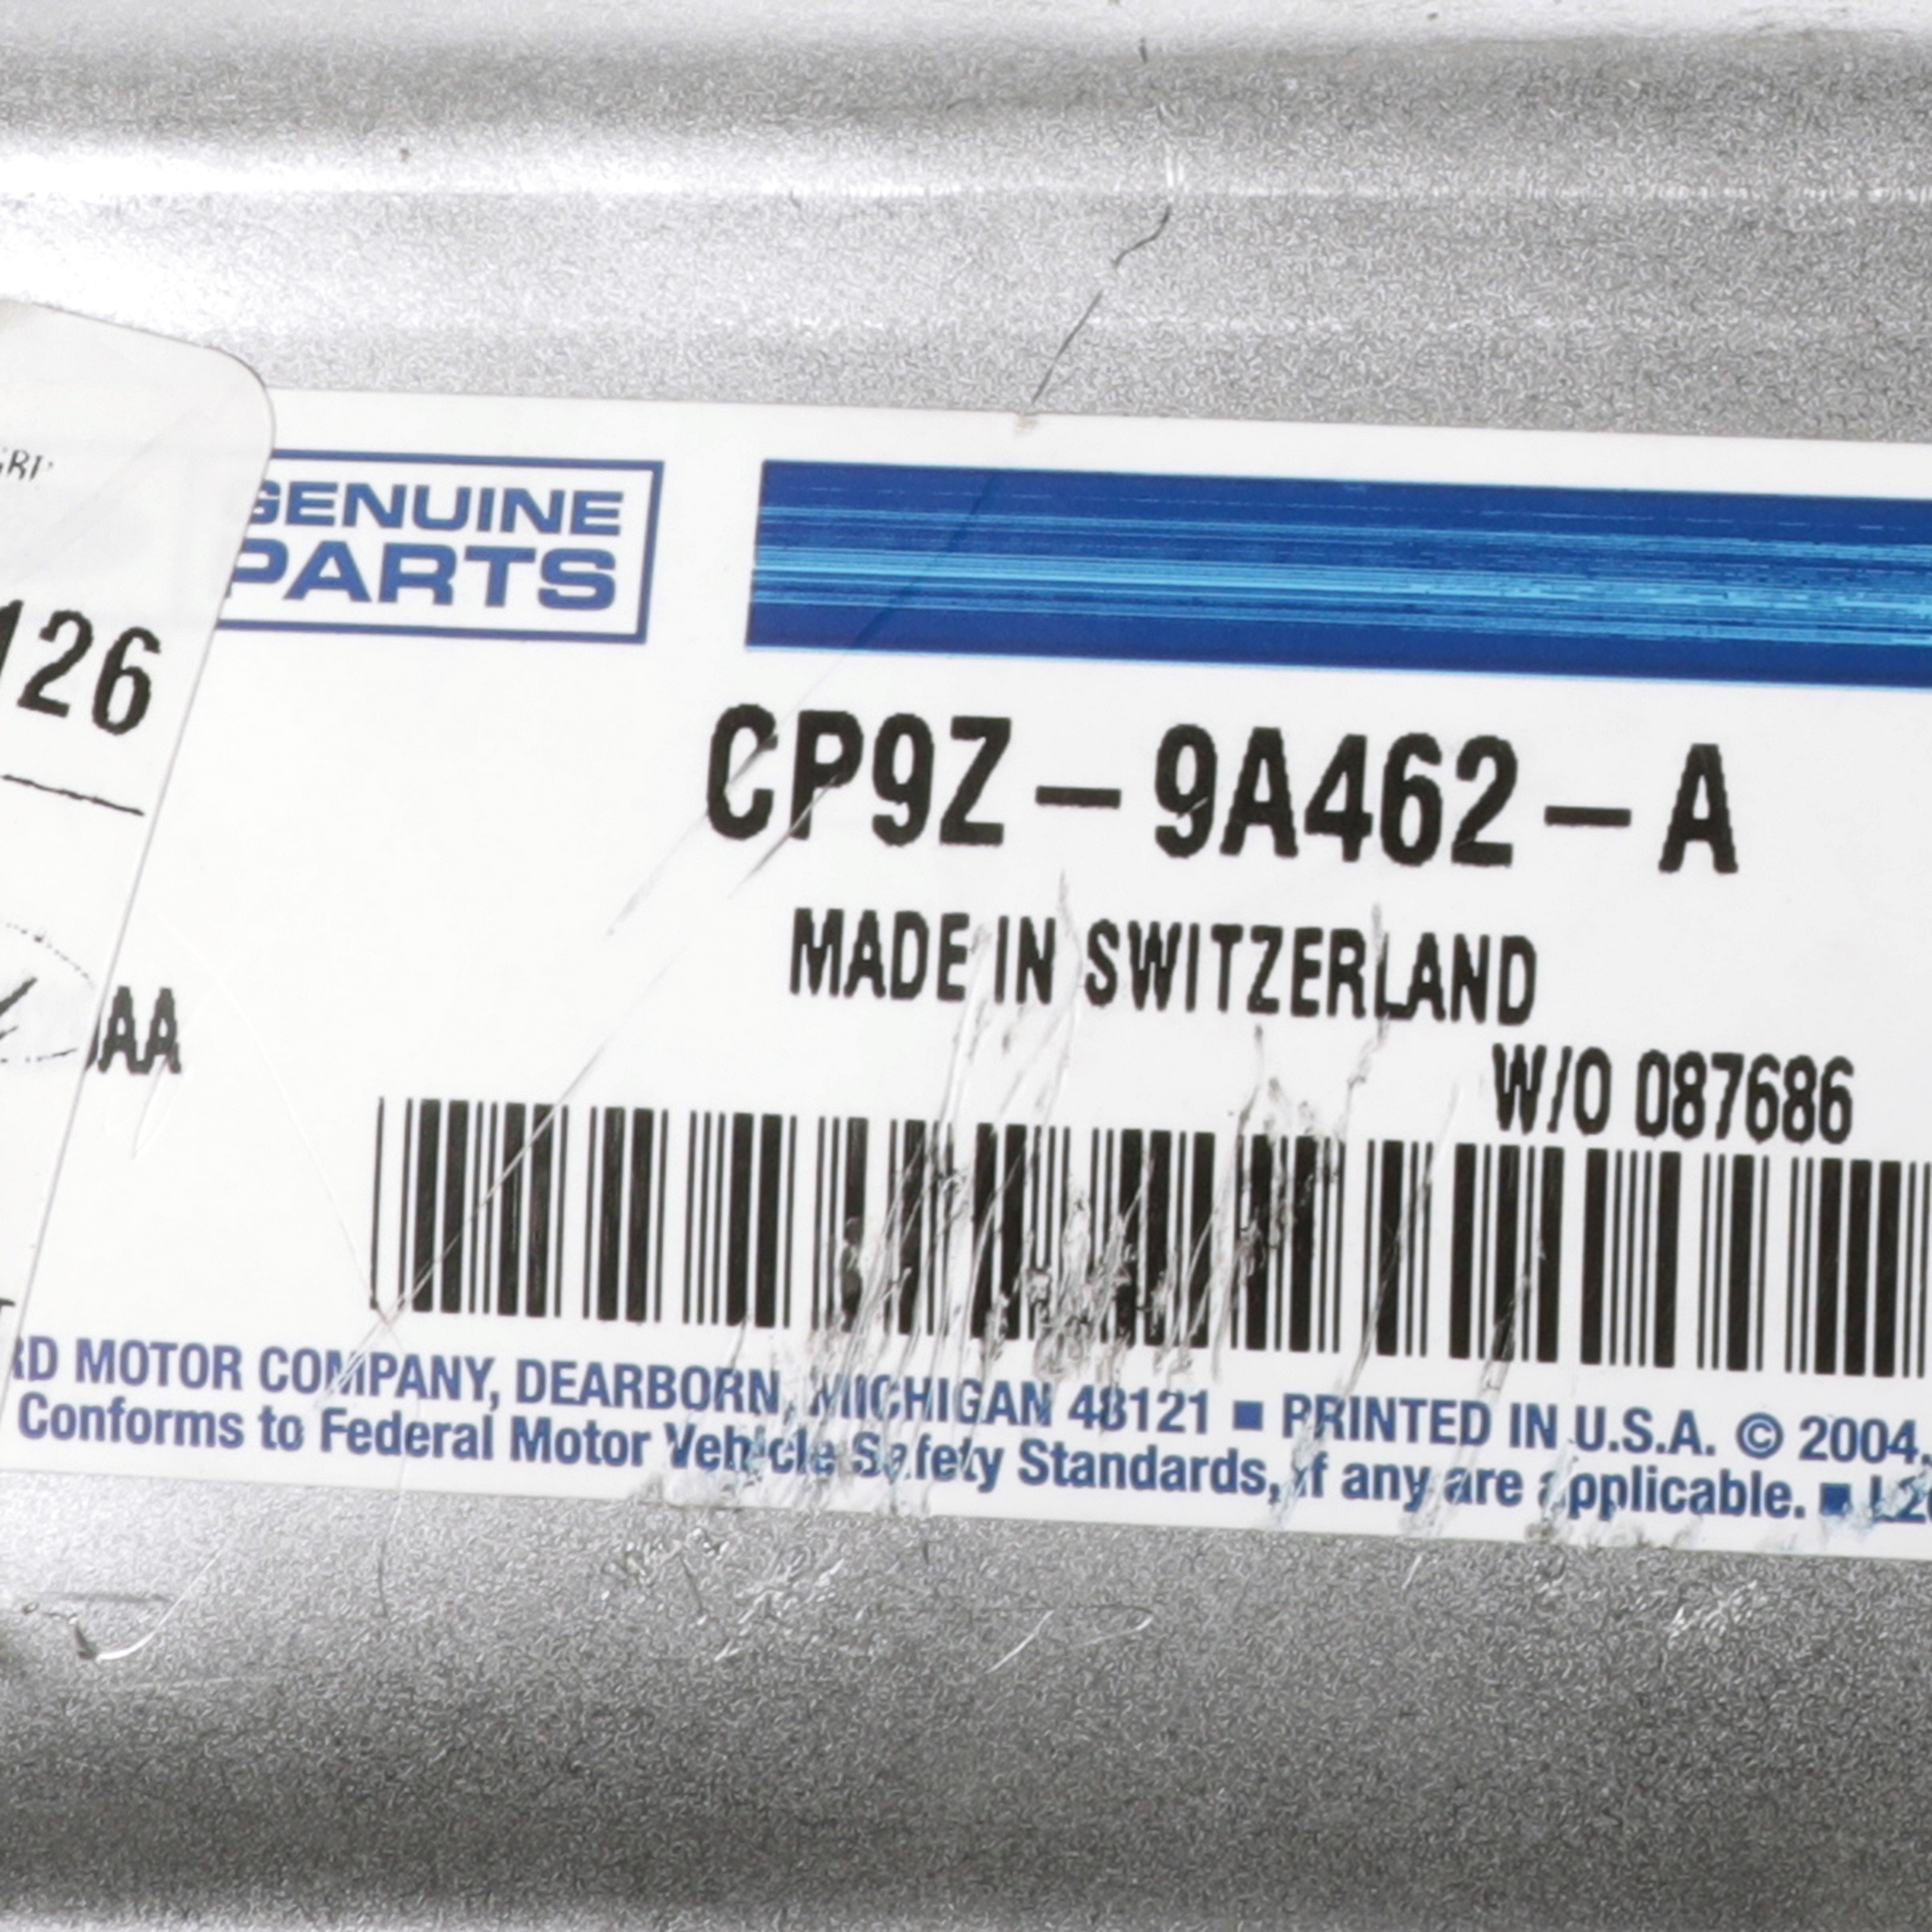 GENUINE
PARTS
126
CP9Z-9A462-A
MADE IN SWITZERLAND
AA
W/O 087686
RD MOTOR COMPANY, DEARBORN, MICHIGAN 48121 ■ PRINTED IN U.S.A. © 2004,
Conforms to Federal Motor Vehicle Safety Standards, if any are applicable. ■